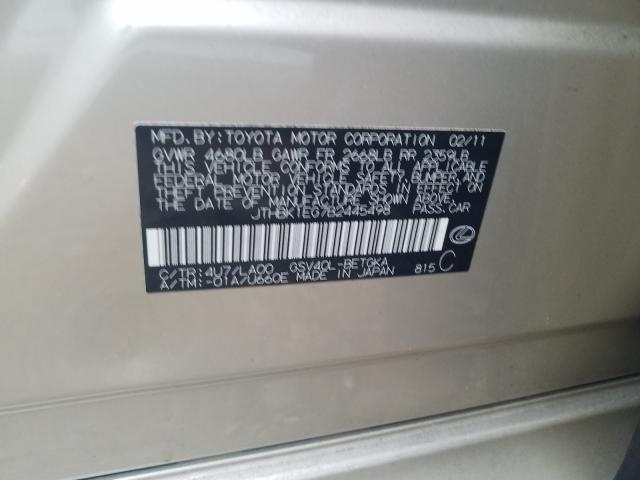 MFD. BY: TOYOTA MOTOR CORPORATION 02/11
GVWR 4680LB GAWR FR 2668LB RR 2359LB
THIS VEHICLE CONFORMS TO ALL APPLICABLE
FEDERAL MOTOR VEHICLE SAFETY, BUMPER, AND
THEFT PREVENTION STANDARDS IN EFFECT ON
THE DATE OF MANUFACTURE SHOWN ABOVE.
JTHBK1EG7B2445498 PASS.CAR
C/TR: 4U7/LA00 GSV40L-BETGKA
A/TM: -01A/U660E MADE IN JAPAN 815 C